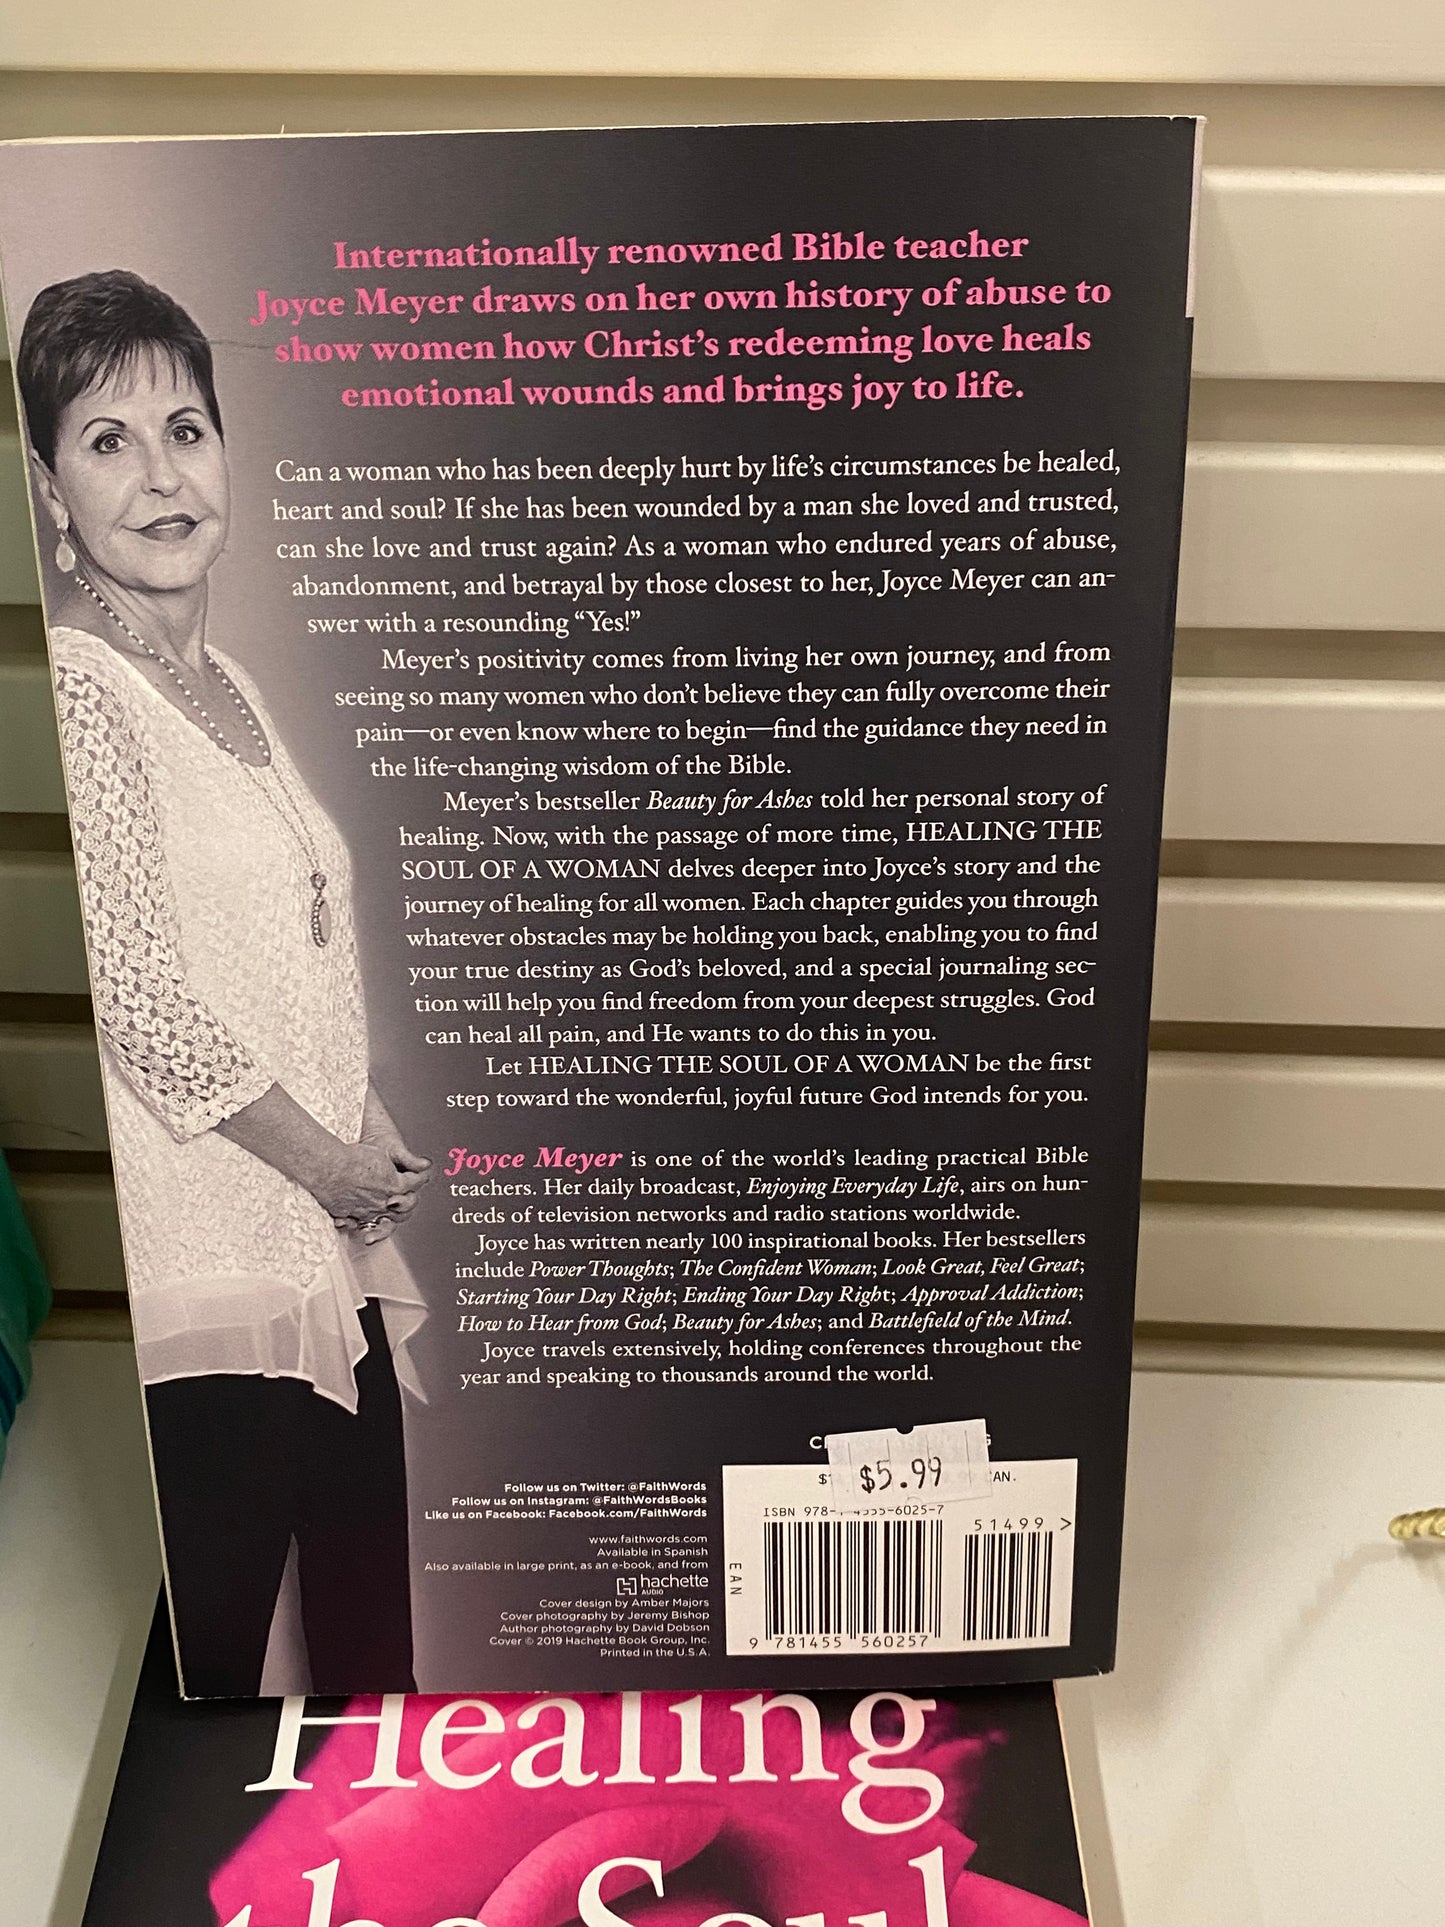 Internationally renowned Bible teacher
Joyce Meyer draws on her own history of abuse to
show women how Christ's redeeming love heals
emotional wounds and brings joy to life.
Can a woman who has been deeply hurt by life's circumstances be healed,
heart and soul? If she has been wounded by a man she loved and trusted,
can she love and trust again? As a woman who endured years of abuse,
abandonment, and betrayal by those closest to her, Joyce Meyer can an-
swer with a resounding “Yes!”
Meyer's positivity comes from living her own journey, and from
seeing so many women who don't believe they can fully overcome their
pain—or even know where to begin—find the guidance they need in
the life-changing wisdom of the Bible.
Meyer's bestseller Beauty for Ashes told her personal story of
healing. Now, with the passage of more time, HEALING THE
SOUL OF A WOMAN delves deeper into Joyce's story and the
journey of healing for all women. Each chapter guides you through
whatever obstacles may be holding you back, enabling you to find
your true destiny as God's beloved, and a special journaling sec-
tion will help you find freedom from your deepest struggles. God
can heal all pain, and He wants to do this in you.
Let HEALING THE SOUL OF A WOMAN be the first
step toward the wonderful, joyful future God intends for you.
Joyce Meyer is one of the world's leading practical Bible
teachers. Her daily broadcast, Enjoying Everyday Life, airs on hun-
dreds of television networks and radio stations worldwide.
Joyce has written nearly 100 inspirational books. Her bestsellers
include Power Thoughts; The Confident Woman; Look Great, Feel Great;
Starting Your Day Right; Ending Your Day Right; Approval Addiction;
How to Hear from God; Beauty for Ashes; and Battlefield of the Mind.
Joyce travels extensively, holding conferences throughout the
year and speaking to thousands around the world.
Follow us on Twitter: @FaithWords
Follow us on Instagram: @FaithWordsBooks
Like us on Facebook: Facebook.com/FaithWords
www.faithwords.com
Available in Spanish
Also available in large print, as an e-book, and from
hachette
AUDIO
Cover design by Amber Majors
Cover photography by Jeremy Bishop
Author photography by David Dobson
Cover © 2019 Hachette Book Group, Inc.
Printed in the U.S.A.
$5.99
ISBN 978-
6025-7
51499 >
EAN
9 781455 560257
Healing
the Soul